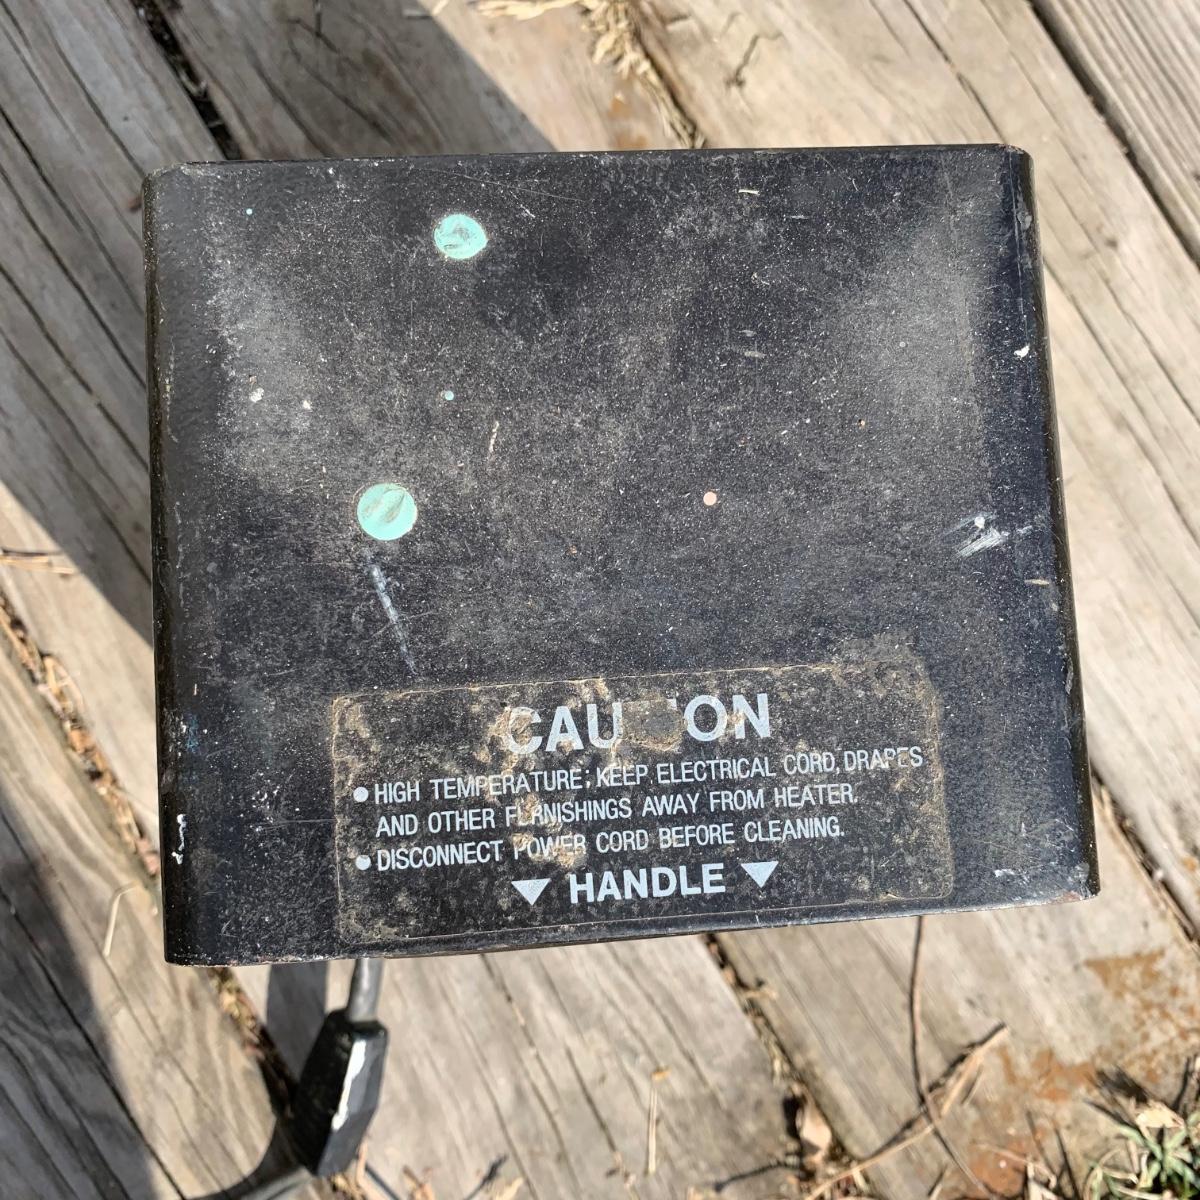 CAUTION
• HIGH TEMPERATURE; KEEP ELECTRICAL CORD, DRAPES
AND OTHER FURNISHINGS AWAY FROM HEATER.
• DISCONNECT POWER CORD BEFORE CLEANING.
▼ HANDLE ▼